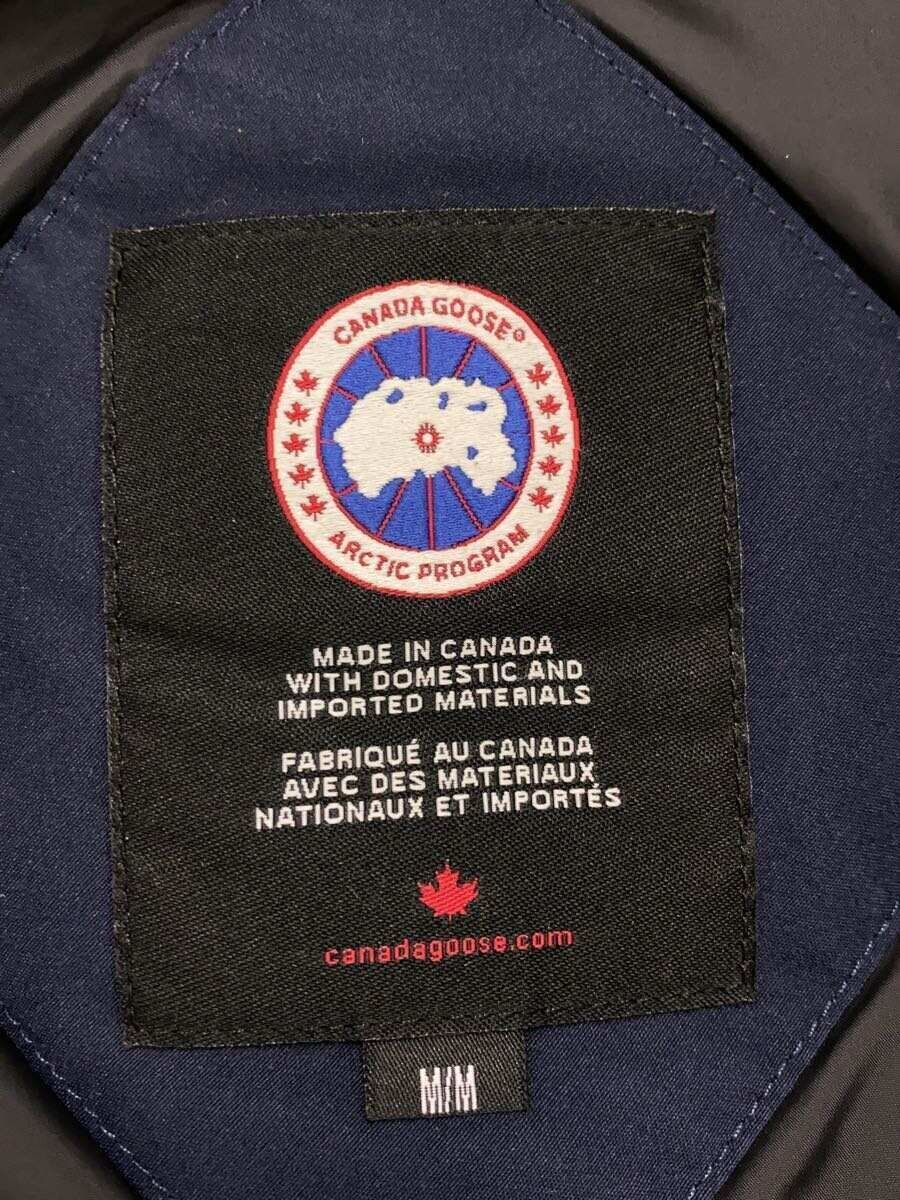 CANADA GOOSE®
ARCTIC PROGRAM
MADE IN CANADA
WITH DOMESTIC AND
IMPORTED MATERIALS
FABRIQUÉ AU CANADA
AVEC DES MATERIAUX
NATIONAUX ET IMPORTÉS
canadagoose.com
M/M